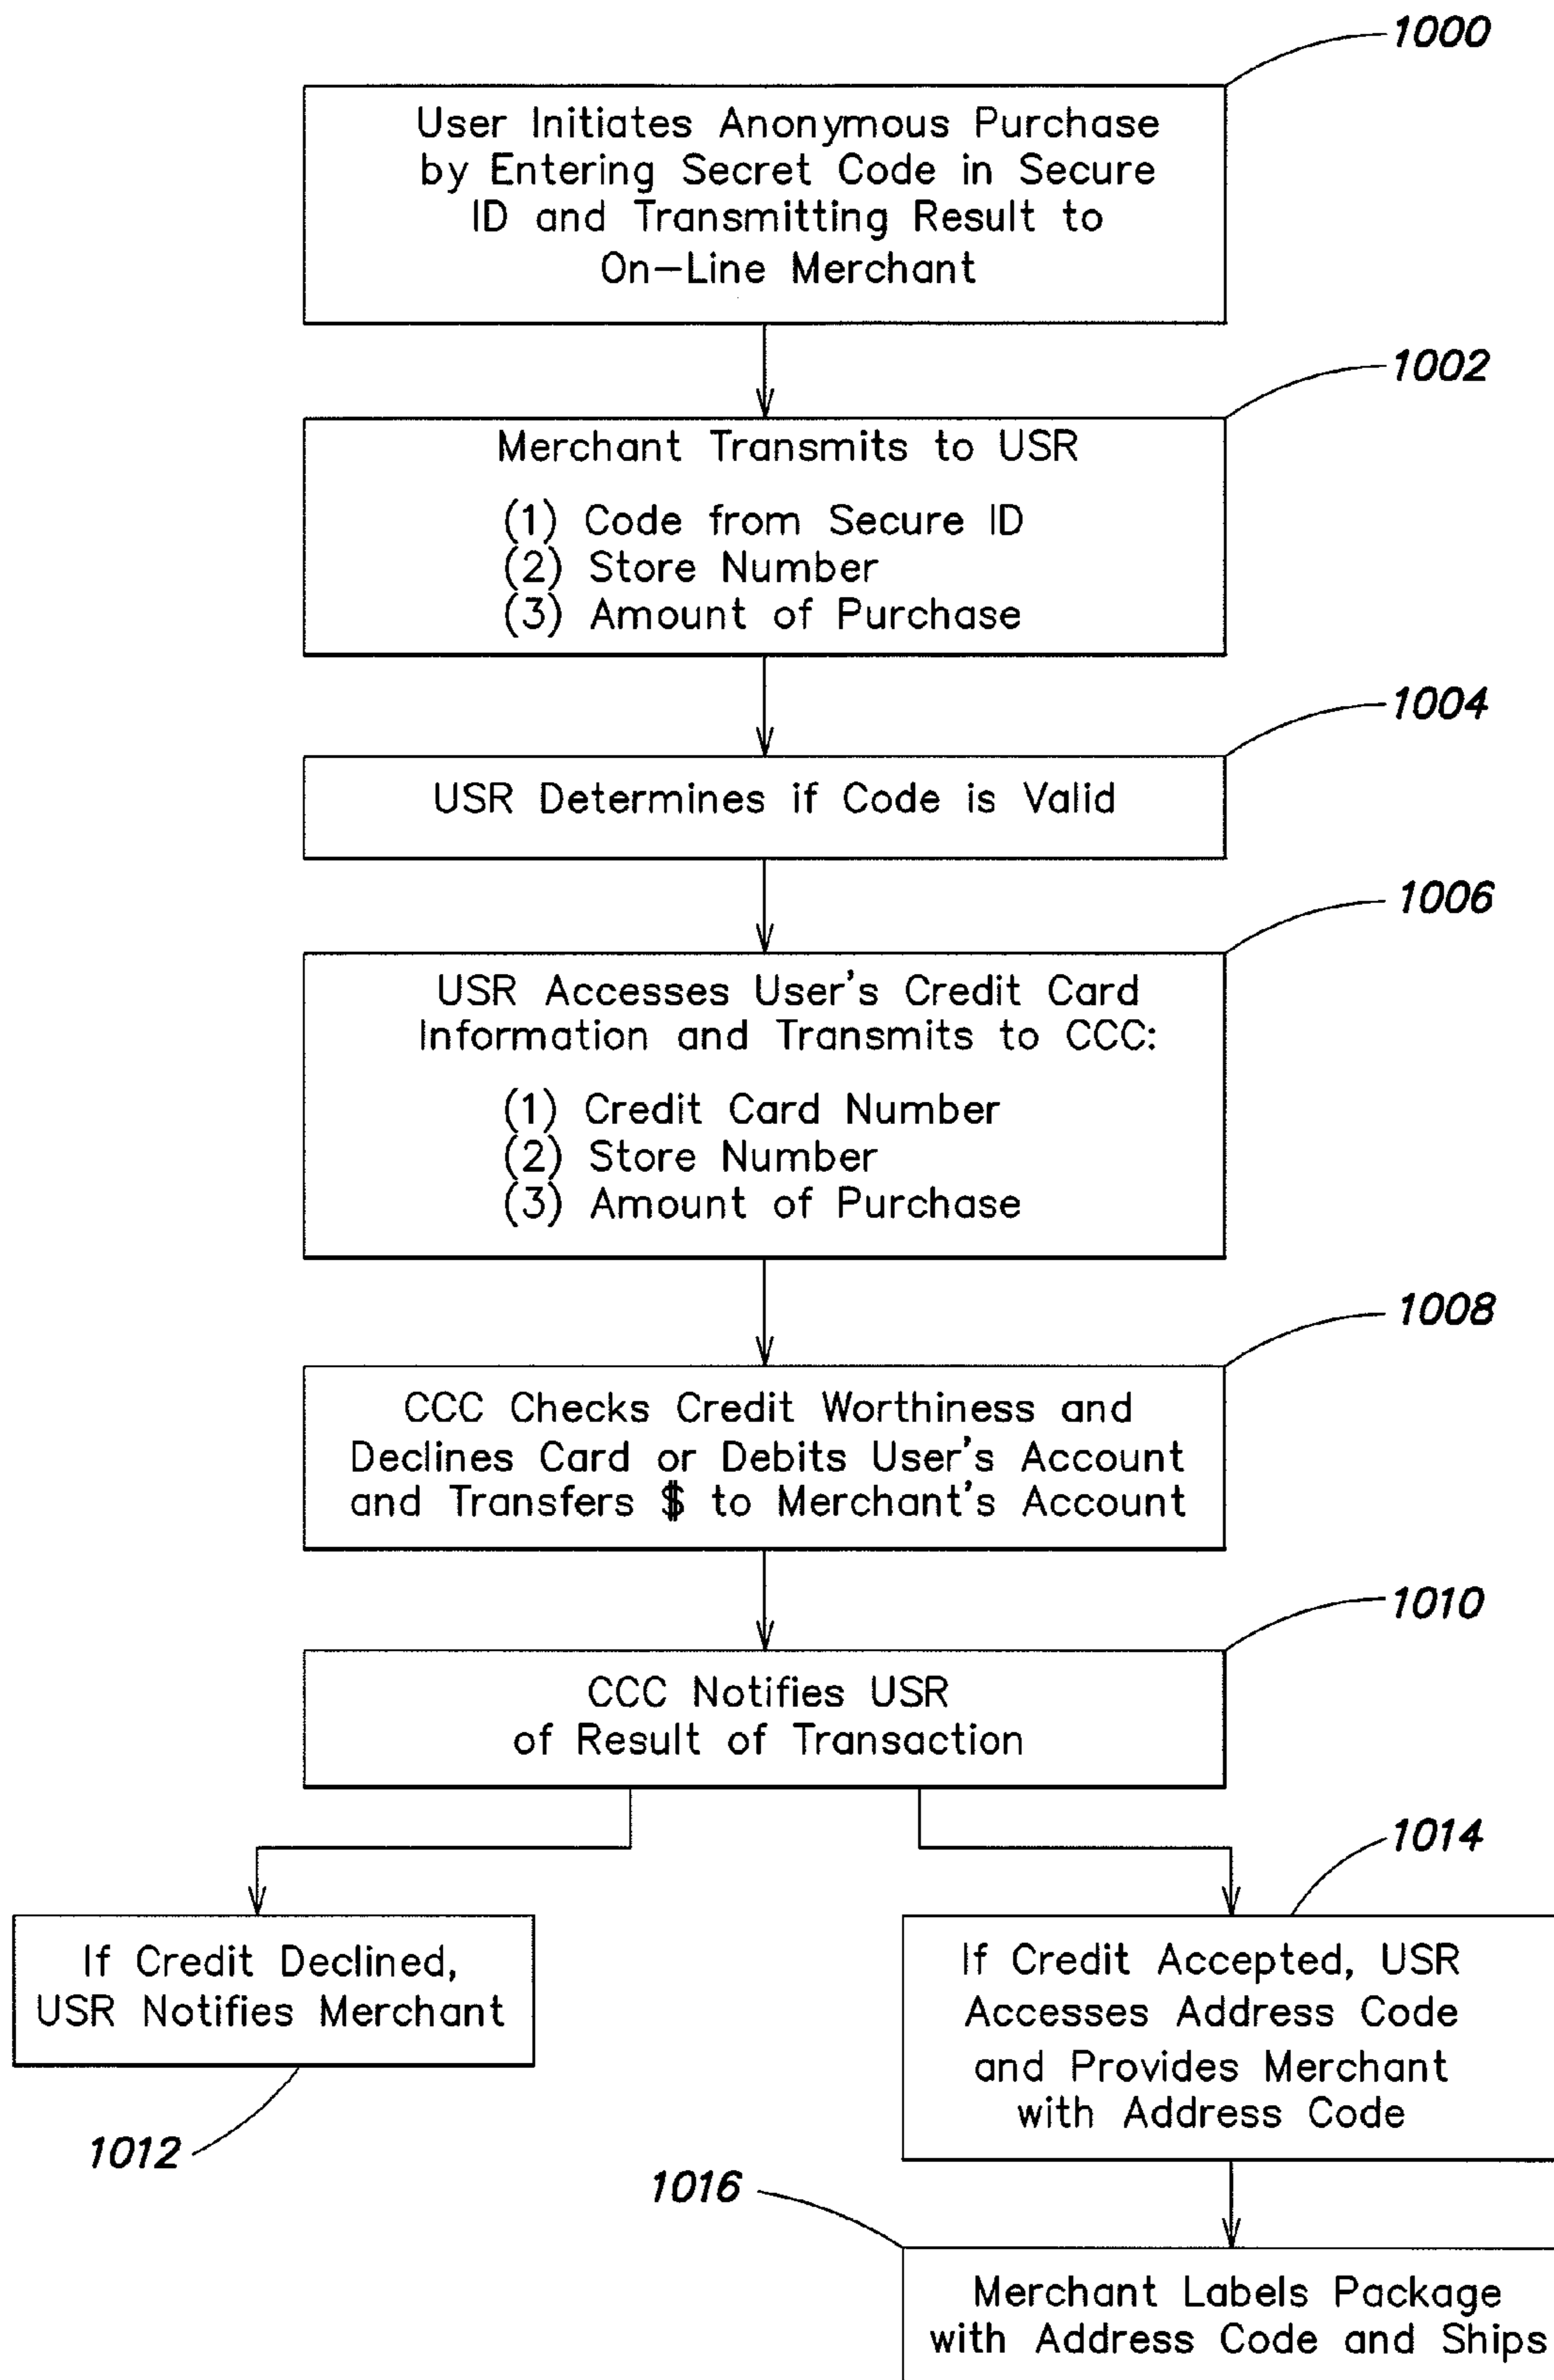 1000
User Initiates Anonymous Purchase
by Entering Secret Code in Secure
ID and Transmitting Result to
On-Line Merchant
1002
Merchant Transmits to USR
(1) Code from Secure ID
(2) Store Number
(3) Amount of Purchase
1004
USR Determines if Code is Valid
1006
USR Accesses User's Credit Card
Information and Transmits to CCC:
(1) Credit Card Number
(2) Store Number
(3) Amount of Purchase
1008
CCC Checks Credit Worthiness and
Declines Card or Debits User's Account
and Transfers $ to Merchant's Account
1010
CCC Notifies USR
of Result of Transaction
If Credit Declined,
USR Notifies Merchant
1012
1014
If Credit Accepted, USR
Accesses Address Code
and Provides Merchant
with Address Code
1016
Merchant Labels Package
with Address Code and Ships